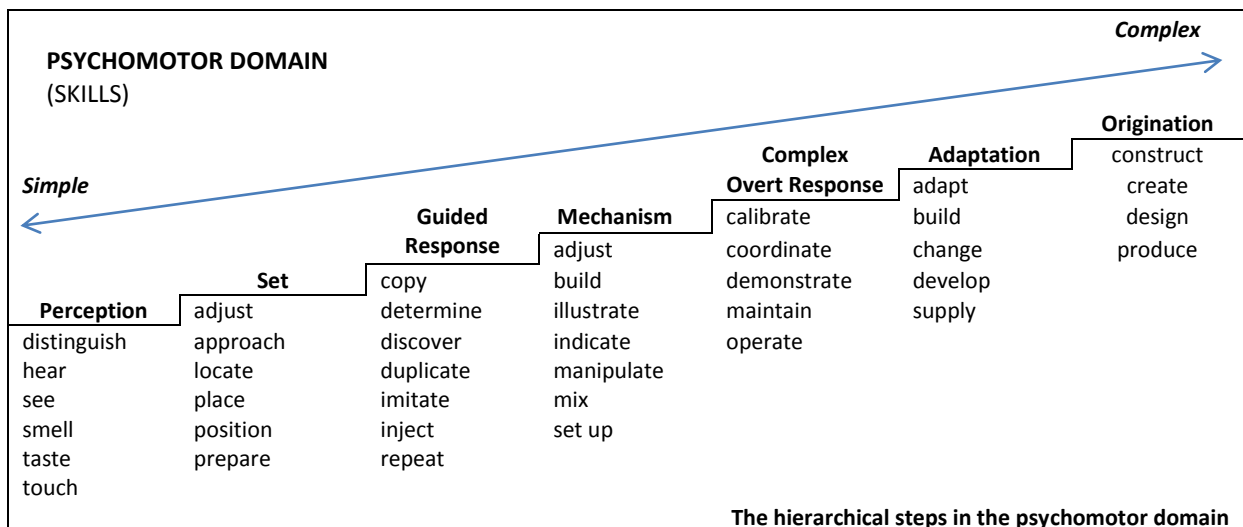 PSYCHOMOTOR DOMAIN
(SKILLS)
Complex
Simple
Perception
distinguish
hear
see
smell
taste
touch
Set
adjust
approach
locate
place
position
prepare
Guided
Response
copy
determine
discover
duplicate
imitate
inject
repeat
Mechanism
adjust
build
illustrate
indicate
manipulate
mix
set up
Complex
Overt Response
calibrate
coordinate
demonstrate
maintain
operate
Adaptation
adapt
build
change
develop
supply
Origination
construct
create
design
produce
The hierarchical steps in the psychomotor domain